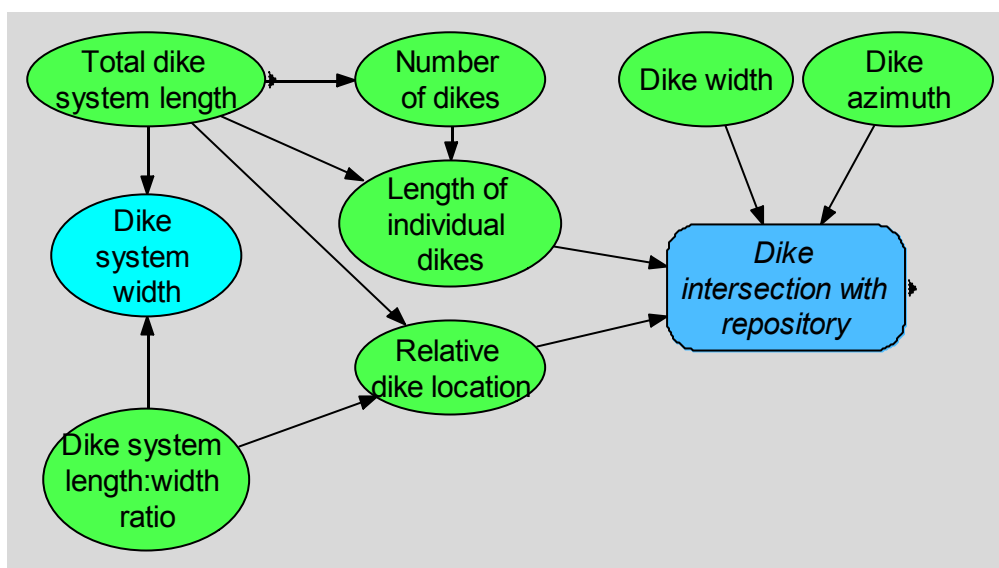 Total dike
system length
Number
of dikes
Dike width
Dike
azimuth
Length of
individual
dikes
Dike
system
width
Dike
intersection with
repository
Relative
dike location
Dike system
length:width
ratio